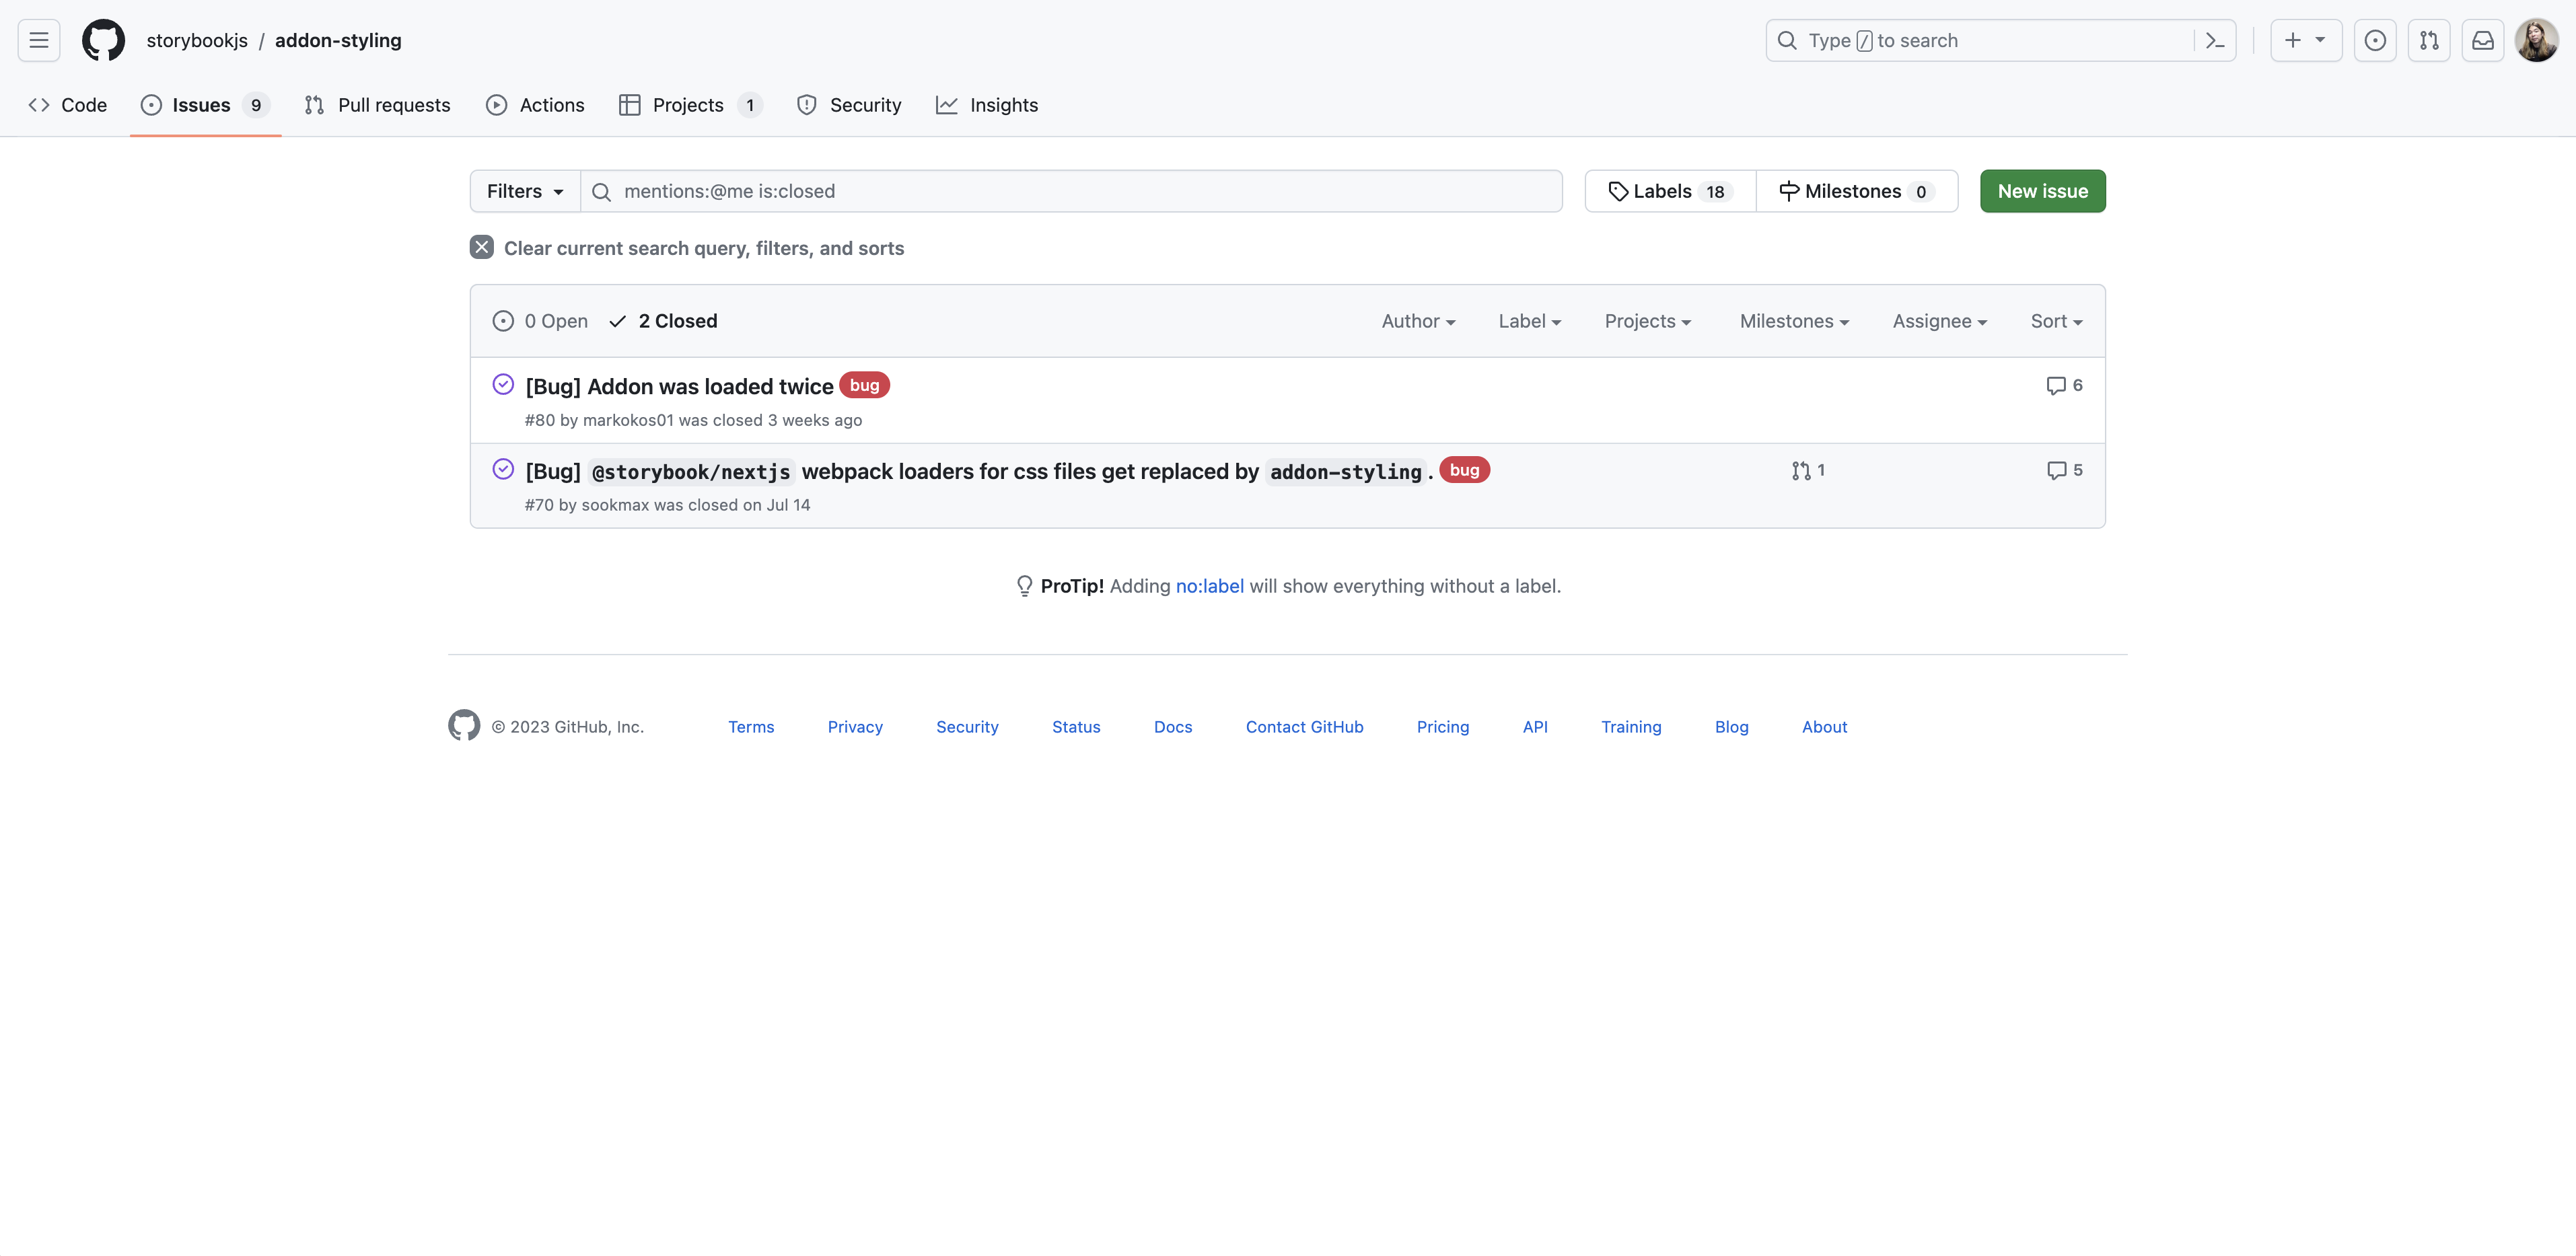 storybookjs / addon-styling
Type / to search
Code
Issues 9
Pull requests
Actions
Projects 1
Security
Insights
Filters
mentions:@me is:closed
Labels 18
Milestones 0
New issue
Clear current search query, filters, and sorts
0 Open
2 Closed
Author
Label
Projects
Milestones
Assignee
Sort
[Bug] Addon was loaded twice bug
6
#80 by markokos01 was closed 3 weeks ago
[Bug] @storybook/nextjs webpack loaders for css files get replaced by addon-styling. bug
1
5
#70 by sookmax was closed on Jul 14
ProTip! Adding no:label will show everything without a label.
© 2023 GitHub, Inc.
Terms
Privacy
Security
Status
Docs
Contact GitHub
Pricing
API
Training
Blog
About